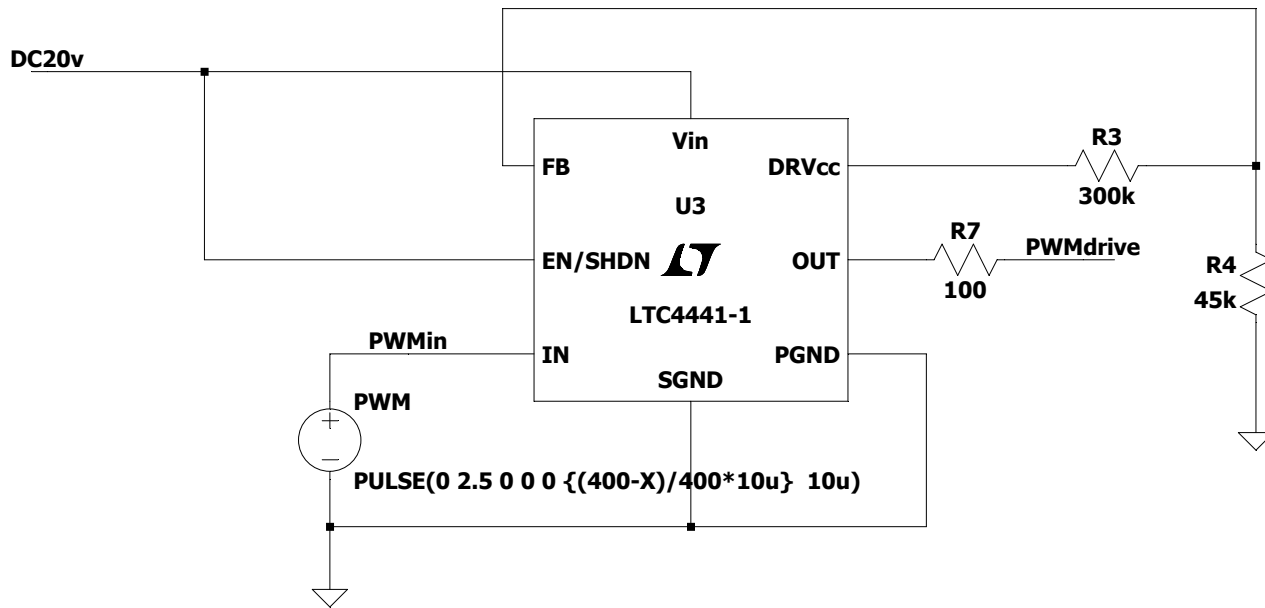 DC20v
Vin
FB
DRVcc
R3
300k
U3
EN/SHDN
OUT
R7
100
PWMdrive
R4
45k
LTC4441-1
PWMin
IN
PGND
SGND
PWM
PULSE(0 2.5 0 0 0 {(400-X)/400*10u} 10u)